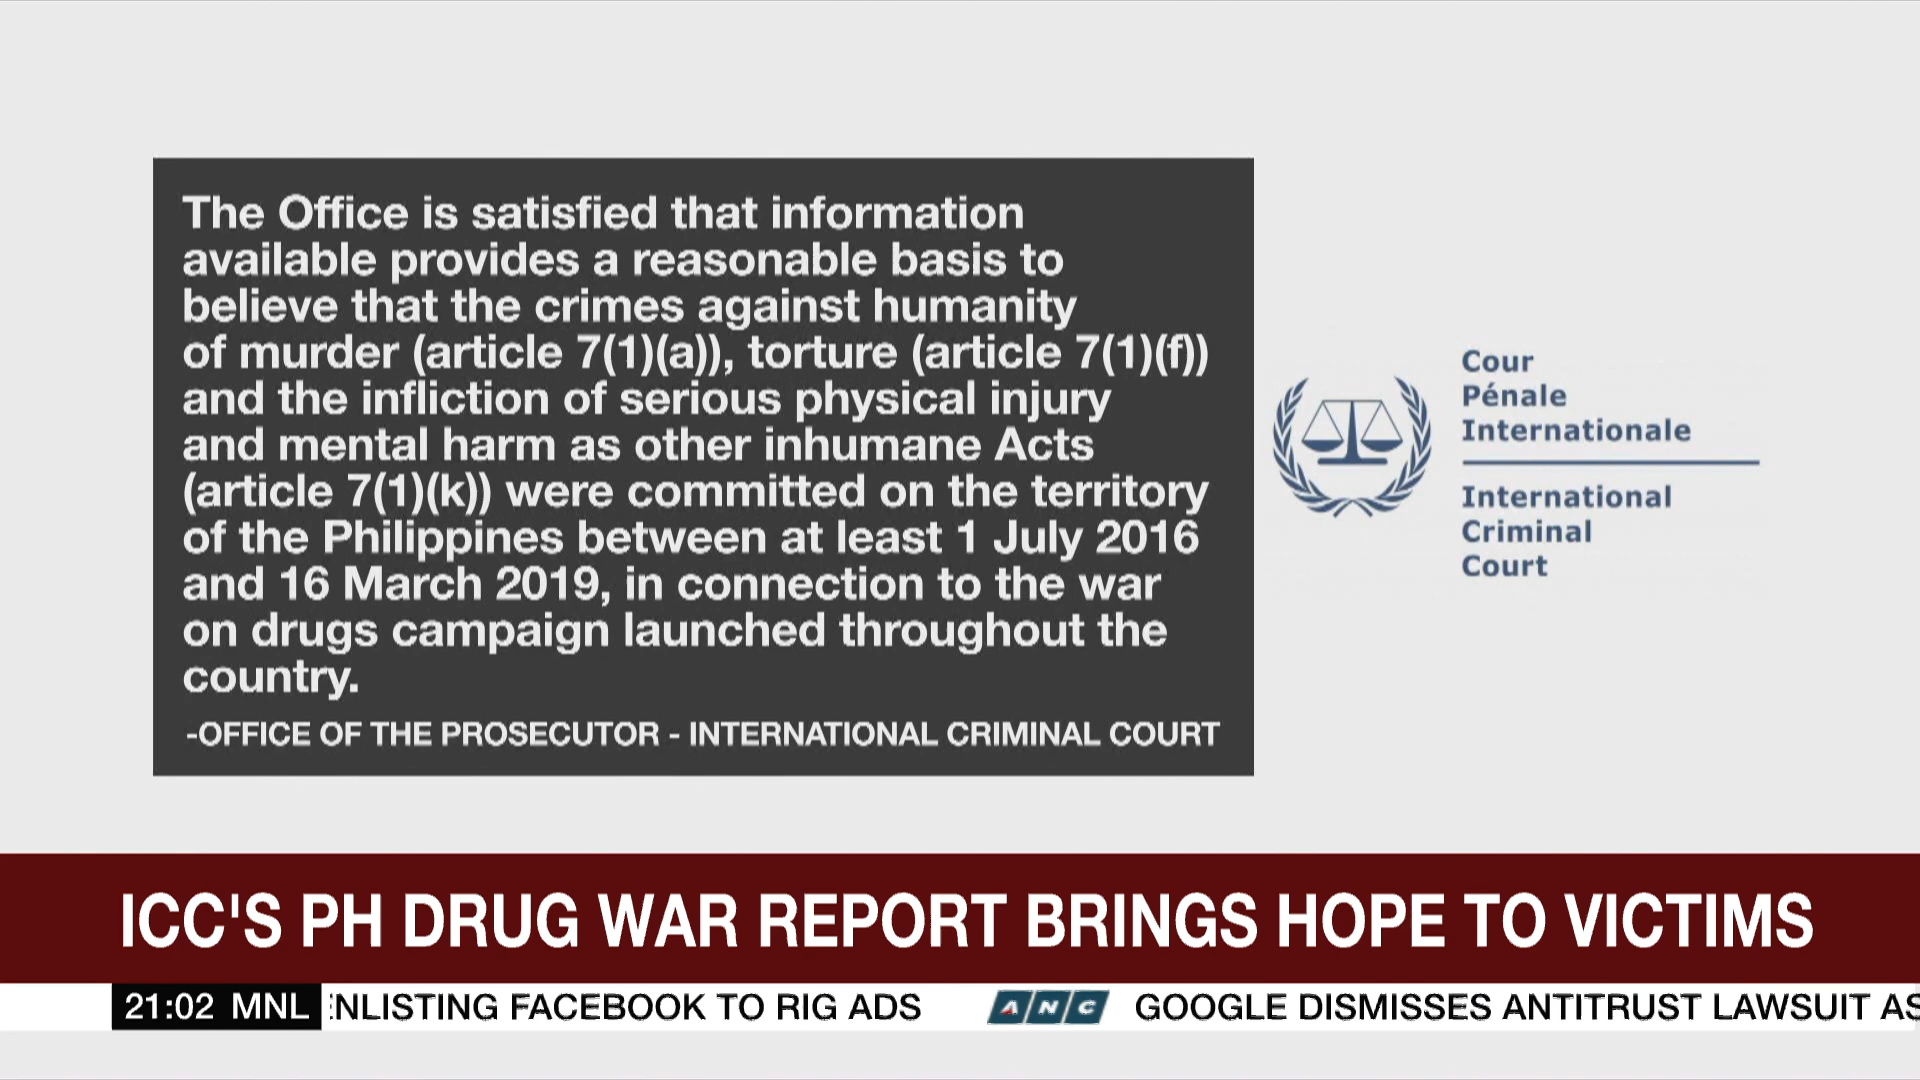 The Office is satisfied that information
available provides a reasonable basis to
believe that the crimes against humanity
of murder (article 7(1)(a)), torture (article 7(1)(f))
and the infliction of serious physical injury
and mental harm as other inhumane Acts
(article 7(1)(k)) were committed on the territory
of the Philippines between at least 1 July 2016
and 16 March 2019, in connection to the war
on drugs campaign launched throughout the
country.
-OFFICE OF THE PROSECUTOR - INTERNATIONAL CRIMINAL COURT
Cour
Pénale
Internationale
International
Criminal
Court
ICC'S PH DRUG WAR REPORT BRINGS HOPE TO VICTIMS
21:02 MNL NLISTING FACEBOOK TO RIG ADS ANC GOOGLE DISMISSES ANTITRUST LAWSUIT AS